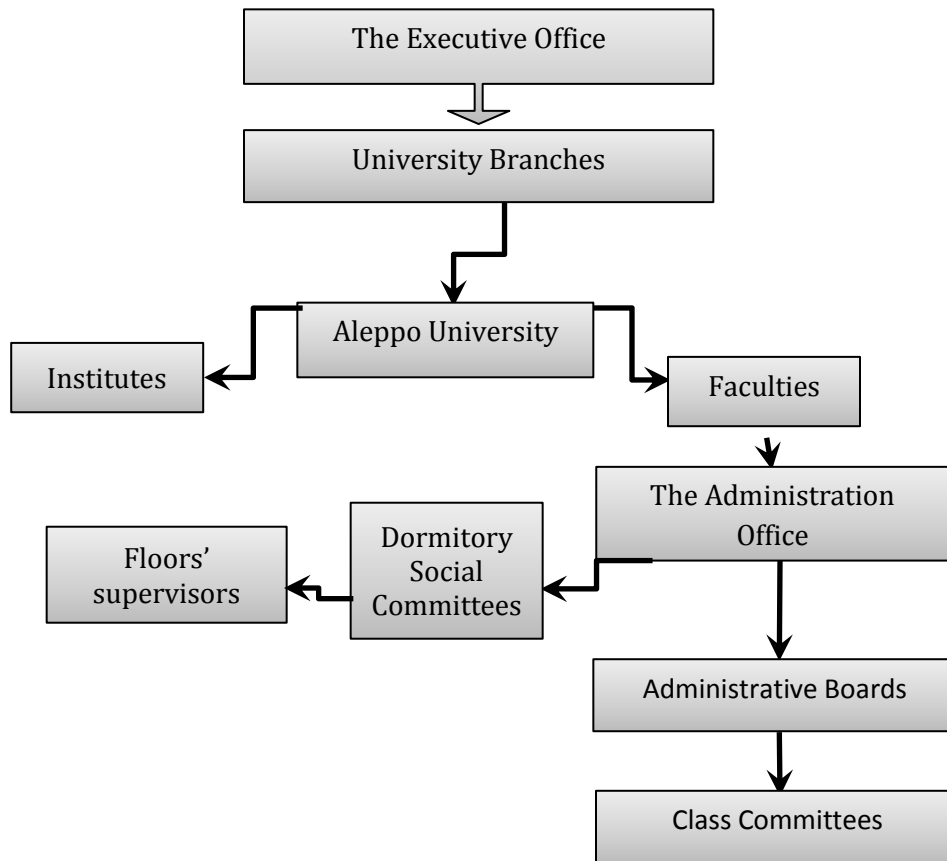 The Executive Office
University Branches
Aleppo University
Institutes
Faculties
The Administration
Office
Dormitory
Social
Committees
Floors’
supervisors
Administrative Boards
Class Committees